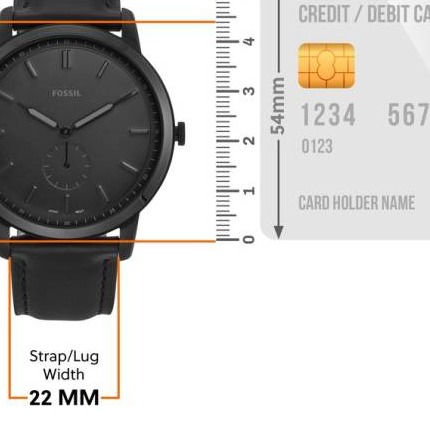 CREDIT / DEBIT CA
4
FOSSIL
3
54mm
1234 567
2
0123
1
CARD HOLDER NAME
0
Strap/Lug
Width
22 MM